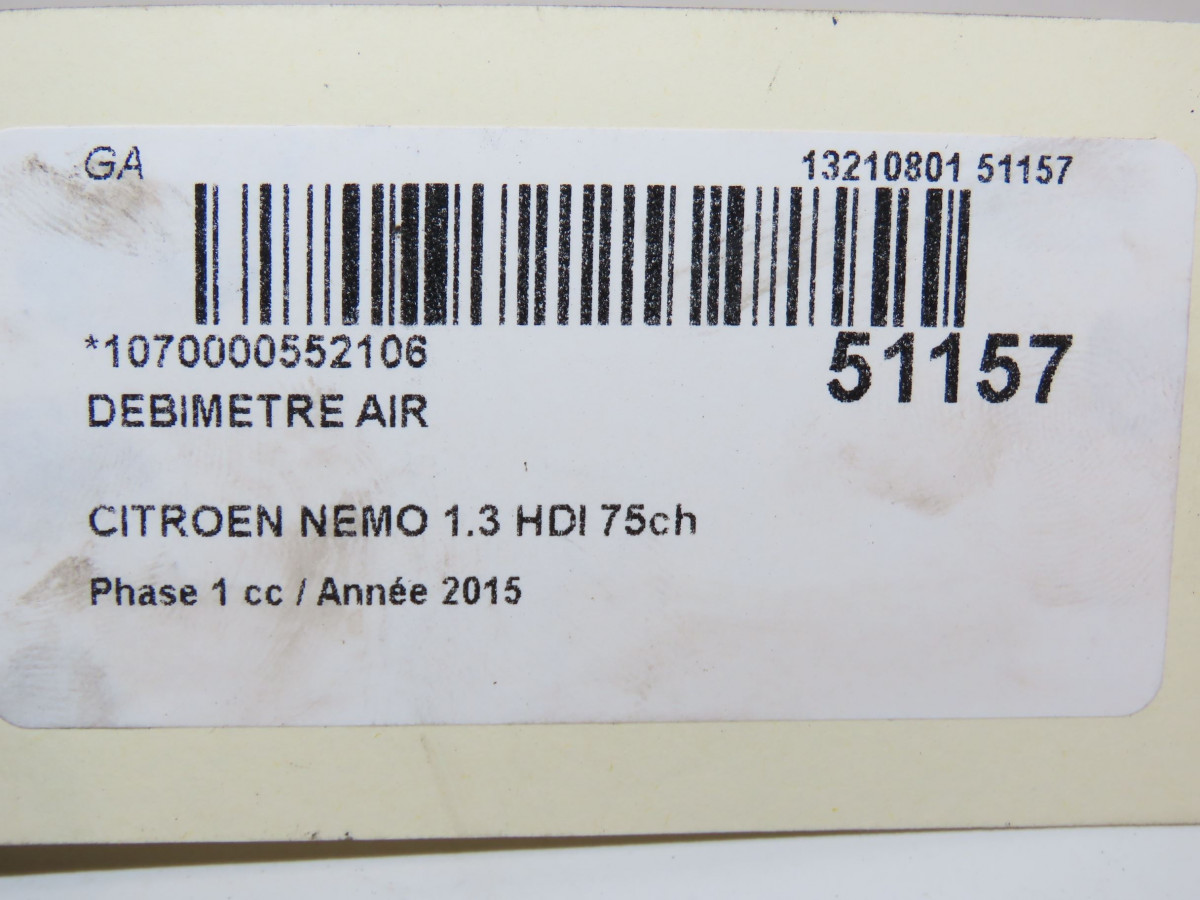 GA 13210801 51157
*1070000552106 51157
DEBIMETRE AIR
CITROEN NEMO 1.3 HDI 75ch
Phase 1 cc / Année 2015